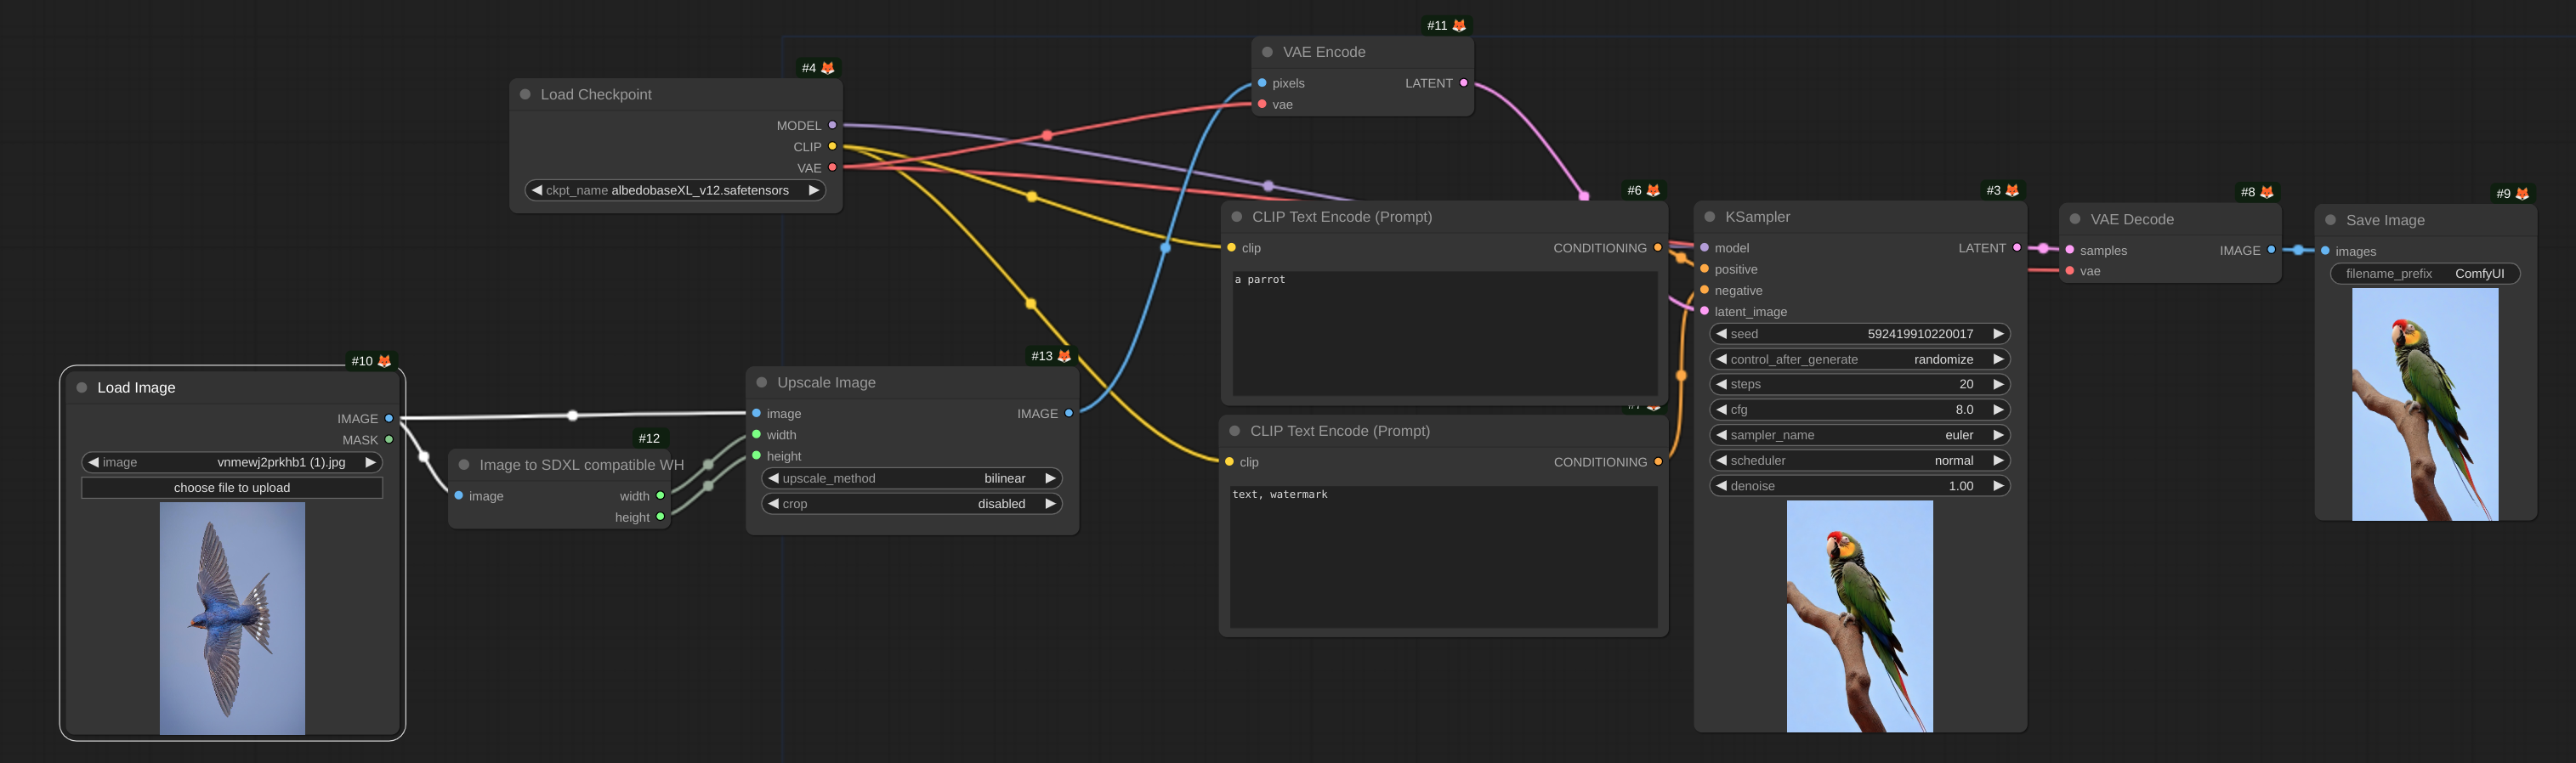 #4
Load Checkpoint
MODEL
CLIP
VAE
ckpt_name albedobaseXL_v12.safetensors
#10
Load Image
IMAGE
MASK
image vnmewj2prkhb1 (1).jpg
choose file to upload
#12
Image to SDXL compatible WH
image width
height
#13
Upscale Image
image IMAGE
width
height
upscale_method bilinear
crop disabled
#11
VAE Encode
pixels LATENT
vae
#6
CLIP Text Encode (Prompt)
clip CONDITIONING
a parrot
CLIP Text Encode (Prompt)
clip CONDITIONING
text, watermark
#3
KSampler
model LATENT
positive
negative
latent_image
seed 592419910220017
control_after_generate randomize
steps 20
cfg 8.0
sampler_name euler
scheduler normal
denoise 1.00
#8
VAE Decode
samples IMAGE
vae
#9
Save Image
images
filename_prefix ComfyUI